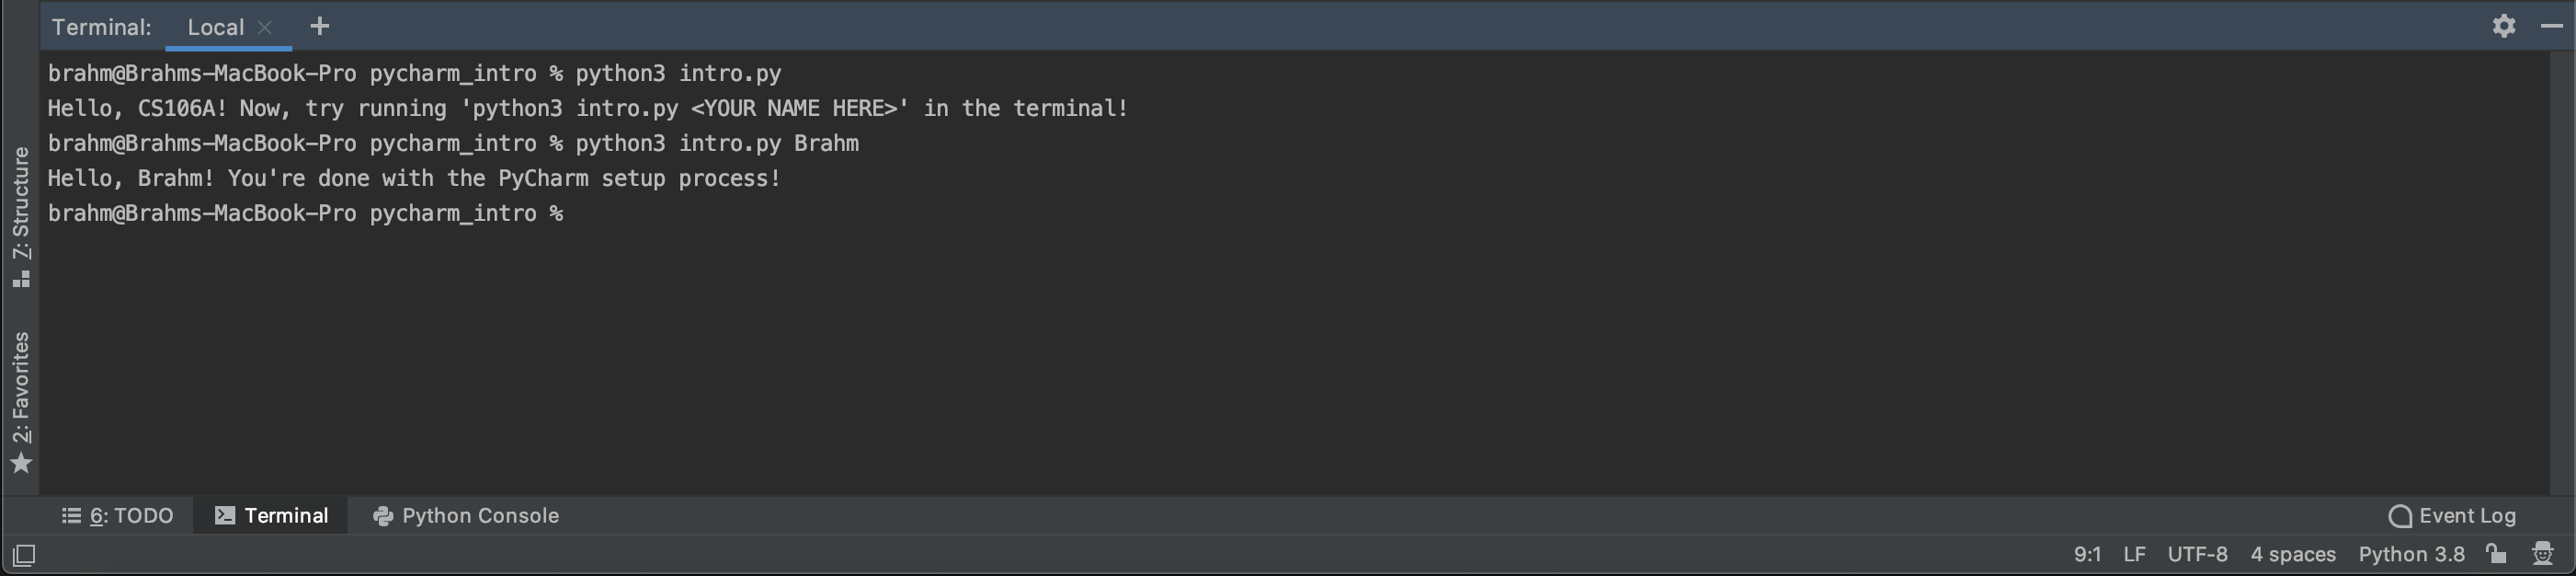 Terminal: Local × +
brahm@Brahms-MacBook-Pro pycharm_intro % python3 intro.py
Hello, CS106A! Now, try running 'python3 intro.py <YOUR NAME HERE>' in the terminal!
brahm@Brahms-MacBook-Pro pycharm_intro % python3 intro.py Brahm
Hello, Brahm! You're done with the PyCharm setup process!
brahm@Brahms-MacBook-Pro pycharm_intro %
7: Structure
2: Favorites
6: TODO Terminal Python Console Event Log
9:1 LF UTF-8 4 spaces Python 3.8